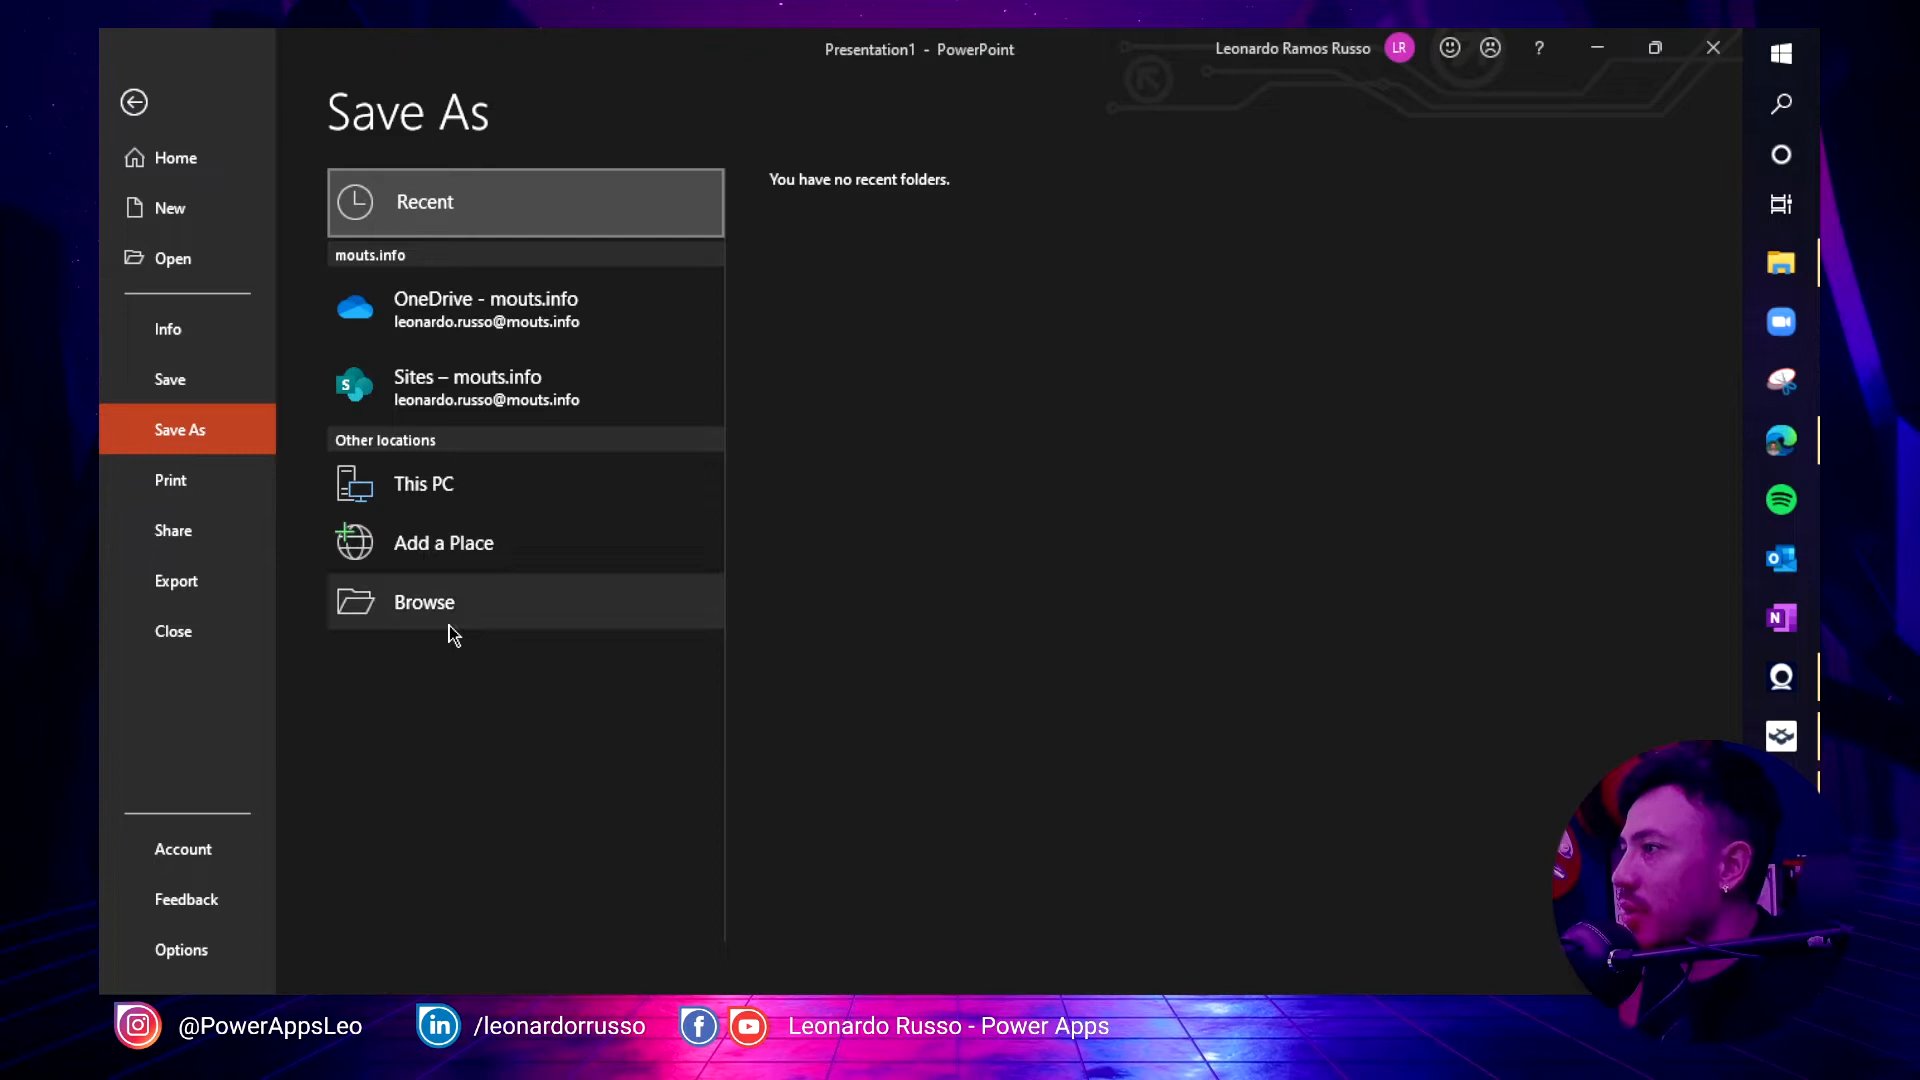 Presentation1 - PowerPoint
Leonardo Ramos Russo
LR
?
Save As
Home
New
Open
Info
Save
Save As
Print
Share
Export
Close
Account
Feedback
Options
Recent
mouts.info
OneDrive - mouts.info
leonardo.russo@mouts.info
S
Sites – mouts.info
leonardo.russo@mouts.info
Other locations
This PC
Add a Place
Browse
You have no recent folders.
N
@PowerAppsLeo
in
/leonardorrusso
f
Leonardo Russo - Power Apps